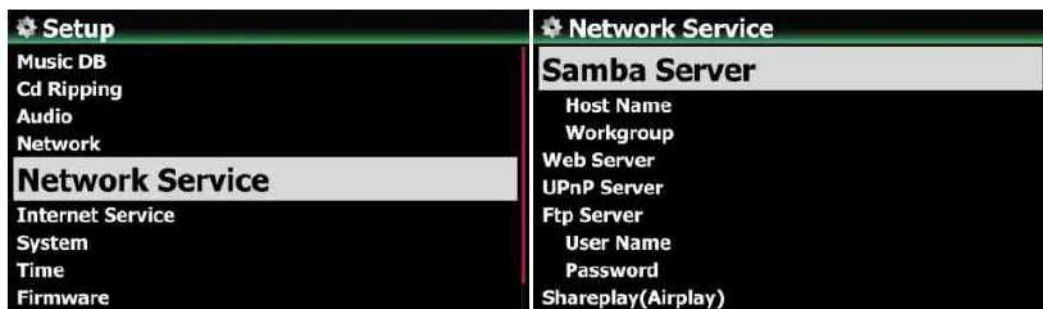 Setup
Music DB
Cd Ripping
Audio
Network
Network Service
Internet Service
System
Time
Firmware
Network Service
Samba Server
Host Name
Workgroup
Web Server
UPnP Server
Ftp Server
User Name
Password
Shareplay(Airplay)